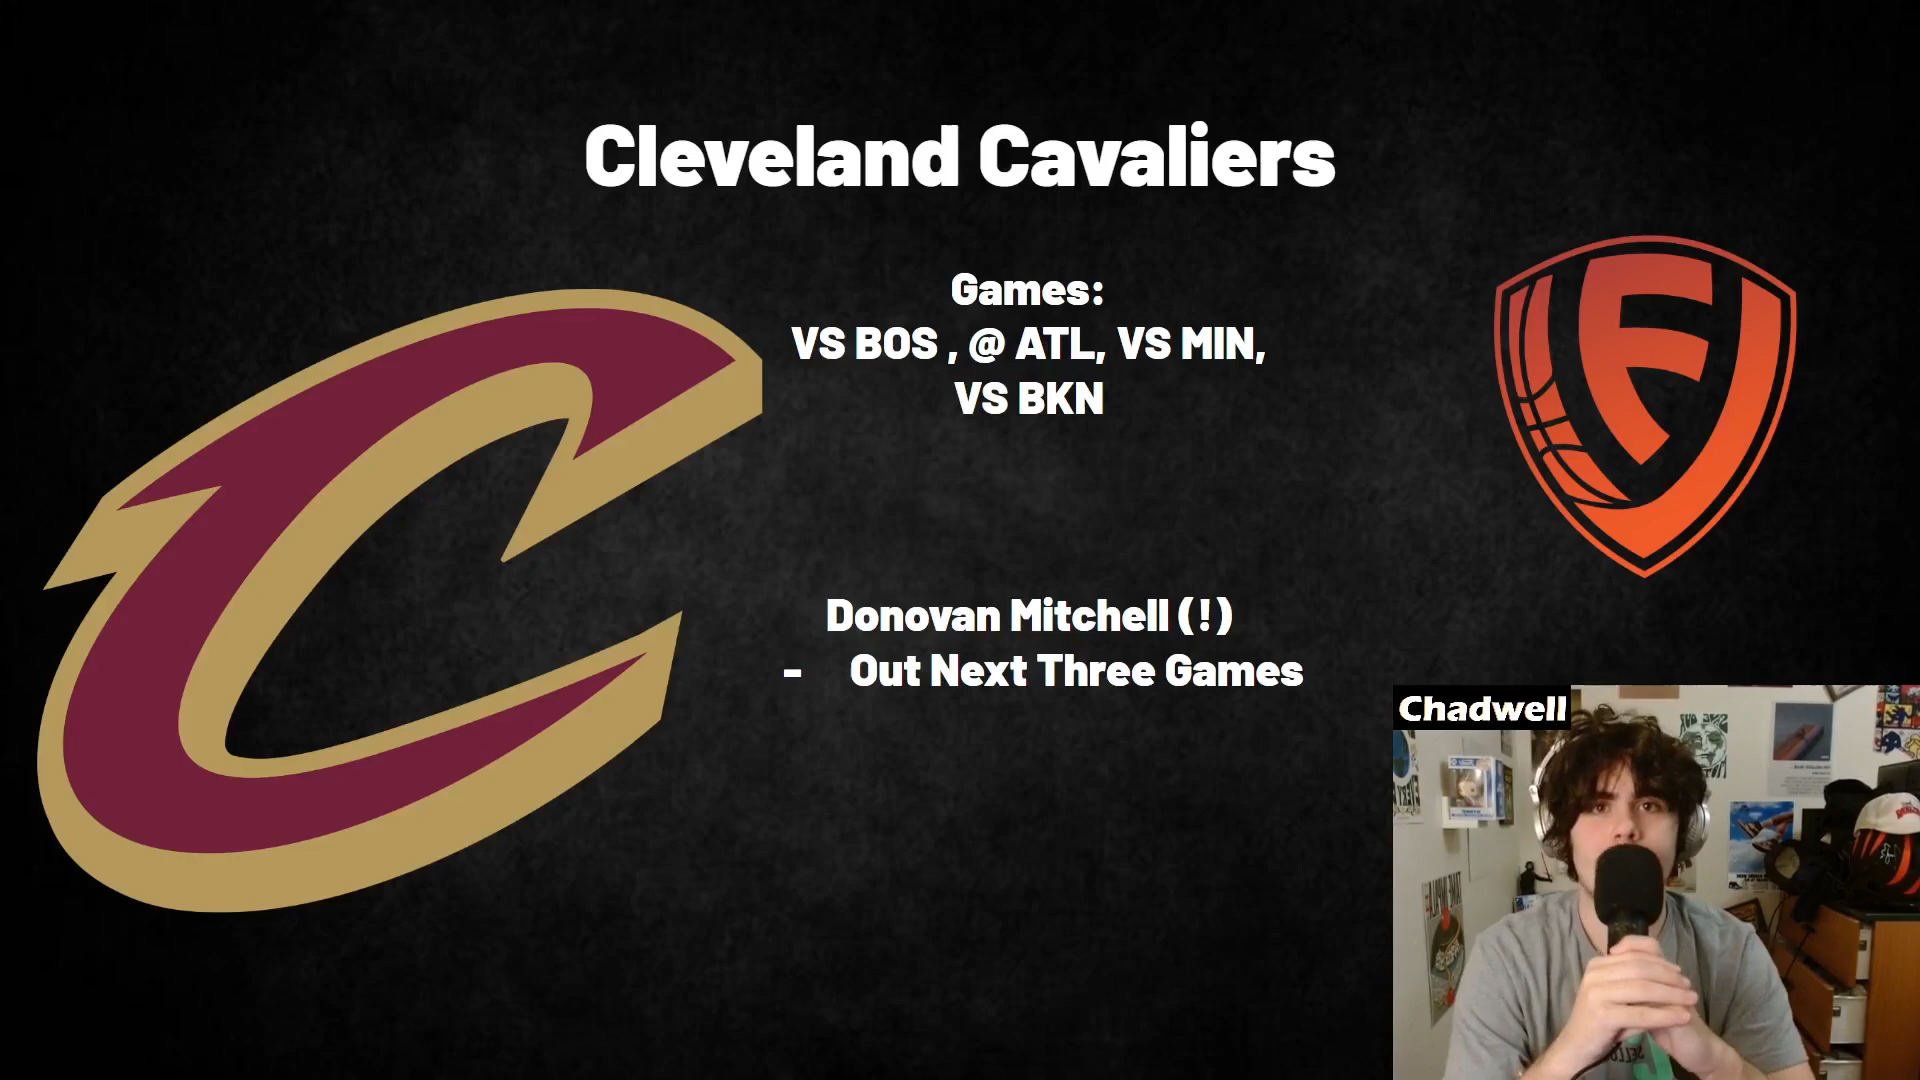 Cleveland Cavaliers
Games:
VS BOS , @ ATL, VS MIN,
VS BKN
Donovan Mitchell (!)
- Out Next Three Games
Chadwell